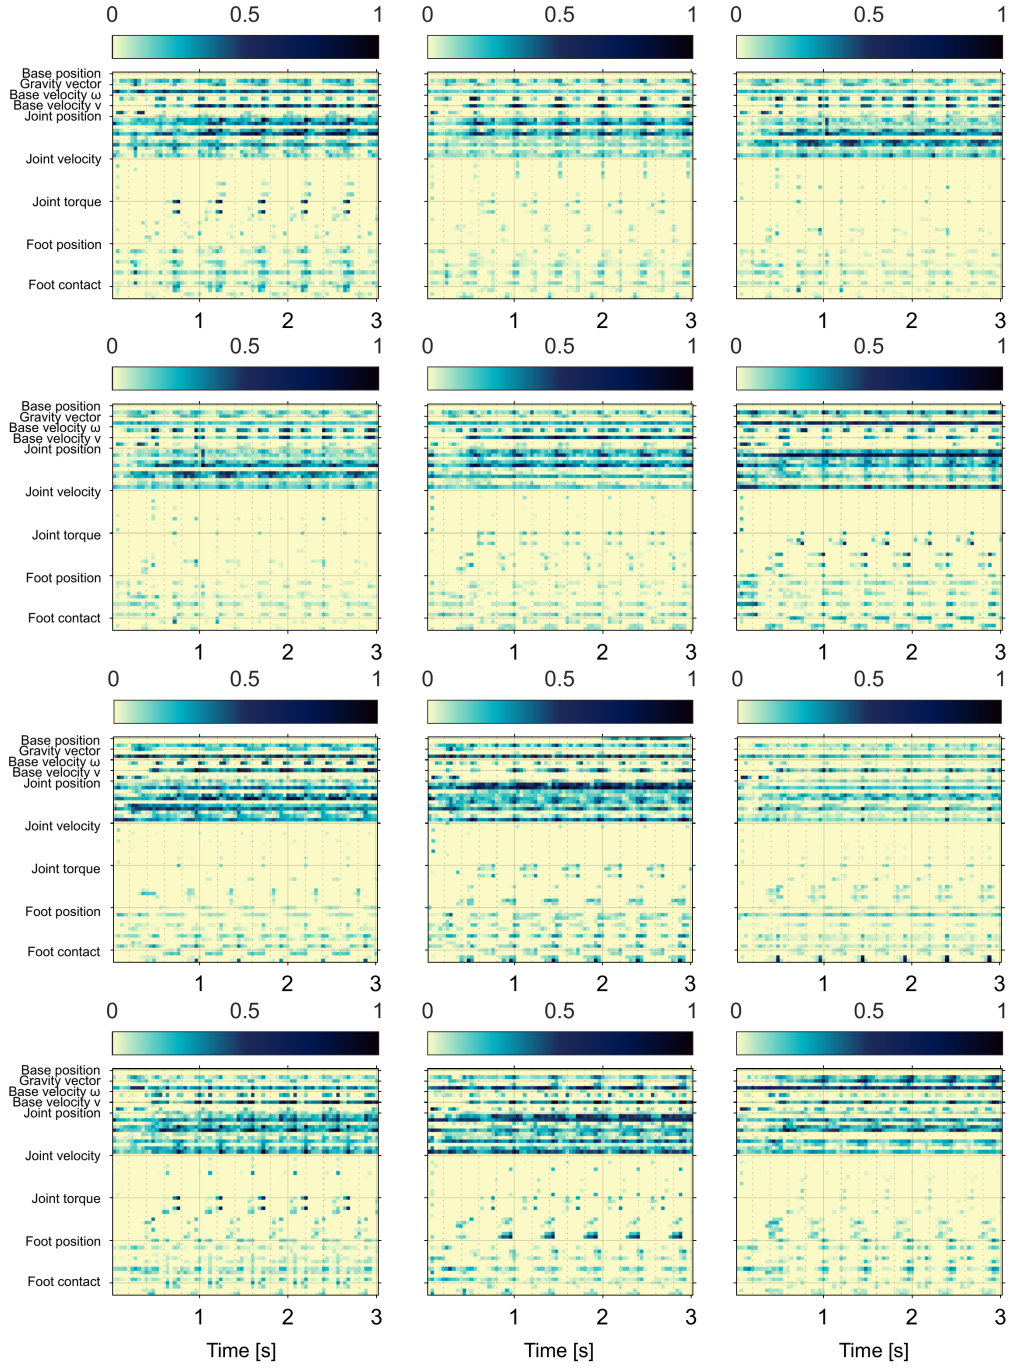 0 0.5 1 0 0.5 1 0 0.5 1
Base position
Gravity vector
Base velocity ω
Base velocity v
Joint position
Joint velocity
Joint torque
Foot position
Foot contact
1 2 3 1 2 3 1 2 3
0 0.5 1 0 0.5 1 0 0.5 1
Base position
Gravity vector
Base velocity ω
Base velocity v
Joint position
Joint velocity
Joint torque
Foot position
Foot contact
1 2 3 1 2 3 1 2 3
0 0.5 1 0 0.5 1 0 0.5 1
Base position
Gravity vector
Base velocity ω
Base velocity v
Joint position
Joint velocity
Joint torque
Foot position
Foot contact
1 2 3 1 2 3 1 2 3
0 0.5 1 0 0.5 1 0 0.5 1
Base position
Gravity vector
Base velocity ω
Base velocity v
Joint position
Joint velocity
Joint torque
Foot position
Foot contact
1 2 3 1 2 3 1 2 3
Time [s] Time [s] Time [s]